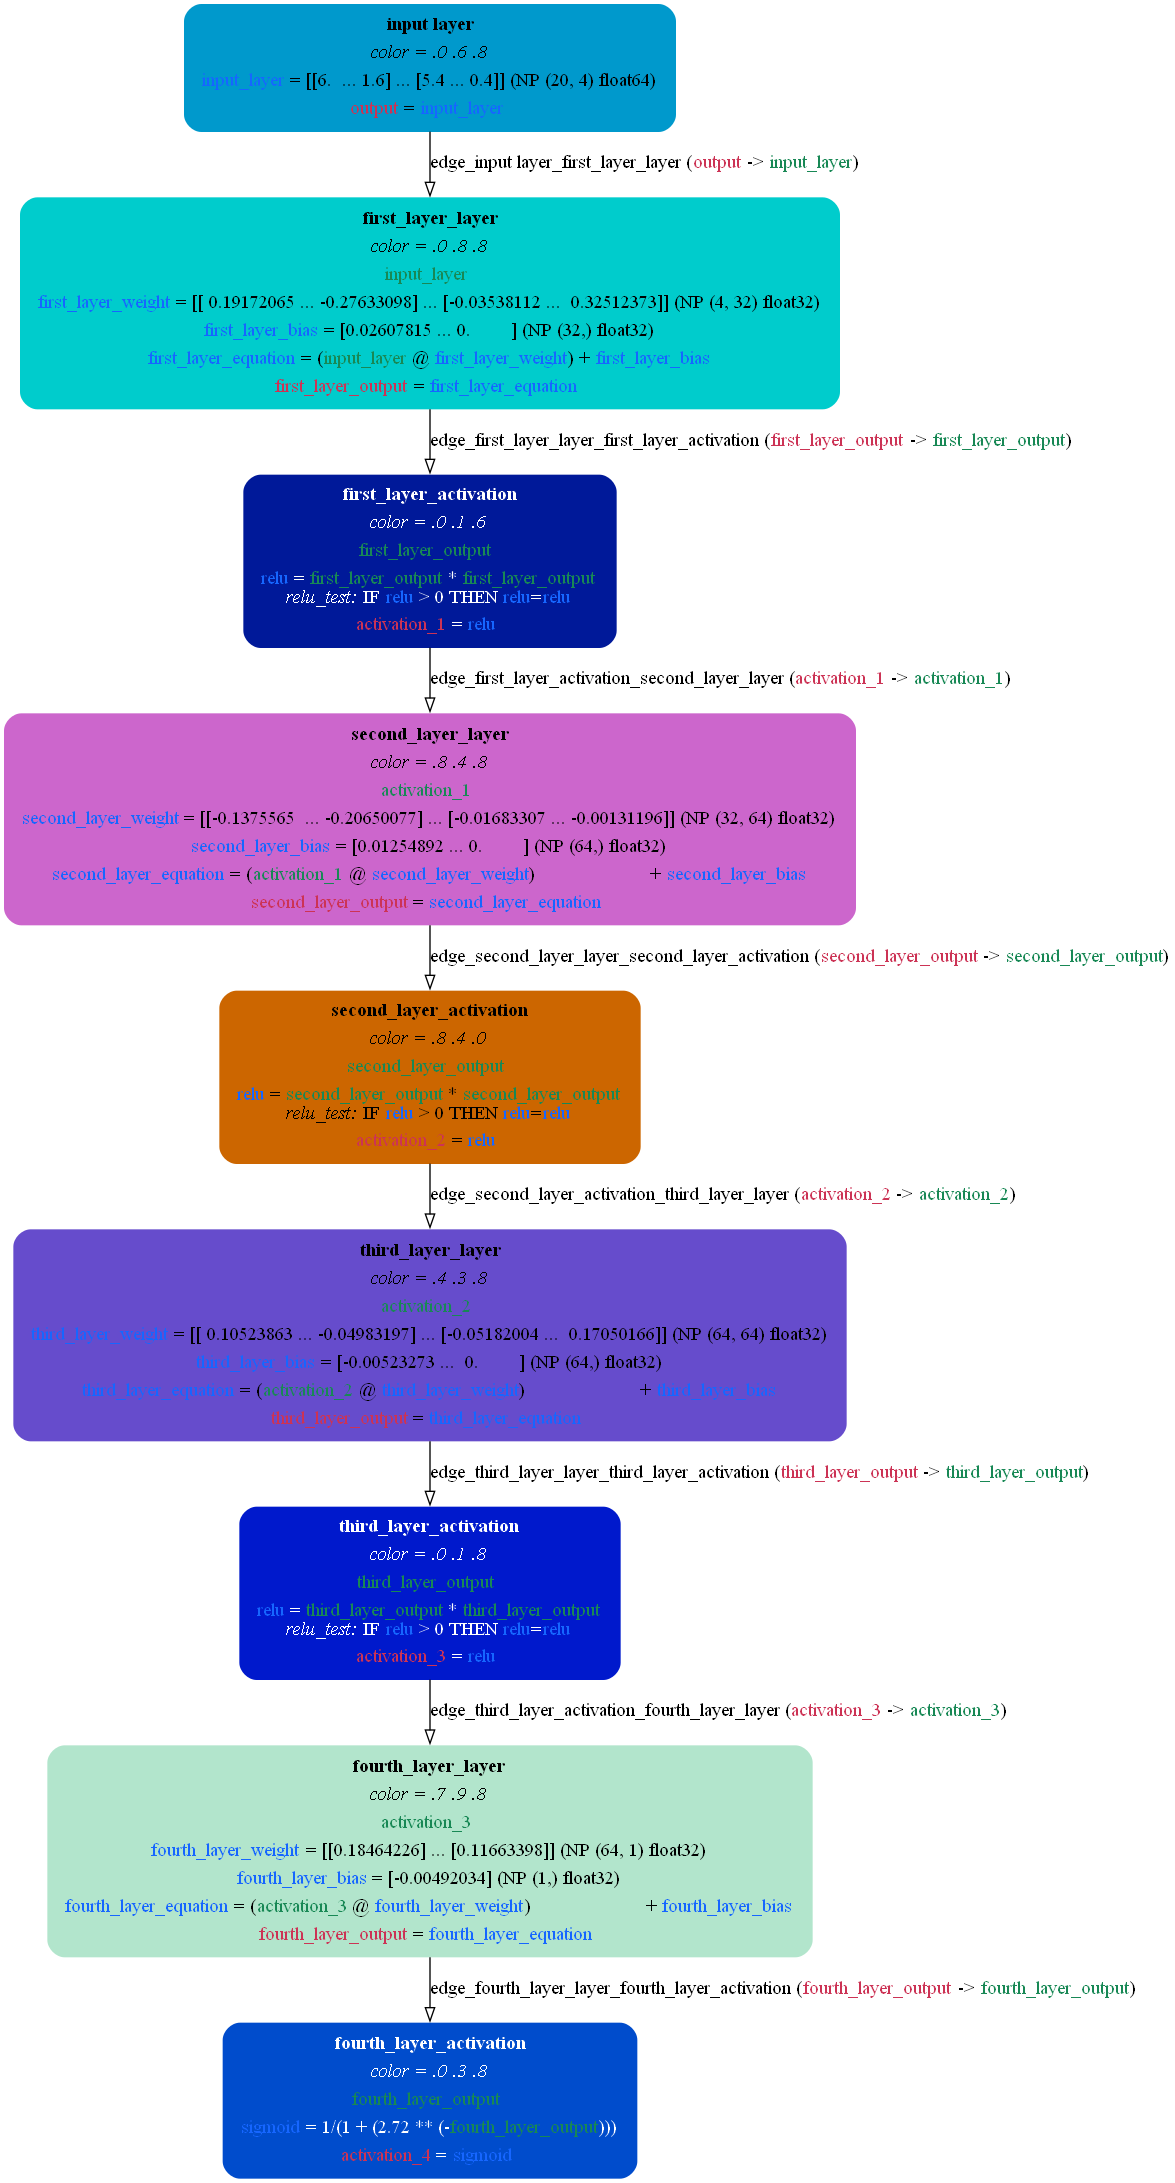 input layer
color = .0 .6 .8
input_layer = [[6.  ... 1.6] ... [5.4 ... 0.4]] (NP (20, 4) float64)
output = input_layer
edge_input layer_first_layer_layer (output -> input_layer)
first_layer_layer
color = .0 .8 .8
input_layer
first_layer_weight = [[ 0.19172065 ... -0.27633098] ... [-0.03538112 ...  0.32512373]] (NP (4, 32) float32)
first_layer_bias = [0.02607815 ... 0.        ] (NP (32,) float32)
first_layer_equation = (input_layer @ first_layer_weight) + first_layer_bias
first_layer_output = first_layer_equation
edge_first_layer_layer_first_layer_activation (first_layer_output -> first_layer_output)
first_layer_activation
color = .0 .1 .6
first_layer_output
relu = first_layer_output * first_layer_output
relu_test: IF relu > 0 THEN relu=relu
activation_1 = relu
edge_first_layer_activation_second_layer_layer (activation_1 -> activation_1)
second_layer_layer
color = .8 .4 .8
activation_1
second_layer_weight = [[-0.1375565  ... -0.20650077] ... [-0.01683307 ... -0.00131196]] (NP (32, 64) float32)
second_layer_bias = [0.01254892 ... 0.        ] (NP (64,) float32)
second_layer_equation = (activation_1 @ second_layer_weight)                        + second_layer_bias
second_layer_output = second_layer_equation
edge_second_layer_layer_second_layer_activation (second_layer_output -> second_layer_output)
second_layer_activation
color = .8 .4 .0
second_layer_output
relu = second_layer_output * second_layer_output
relu_test: IF relu > 0 THEN relu=relu
activation_2 = relu
edge_second_layer_activation_third_layer_layer (activation_2 -> activation_2)
third_layer_layer
color = .4 .3 .8
activation_2
third_layer_weight = [[ 0.10523863 ... -0.04983197] ... [-0.05182004 ...  0.17050166]] (NP (64, 64) float32)
third_layer_bias = [-0.00523273 ...  0.        ] (NP (64,) float32)
third_layer_equation = (activation_2 @ third_layer_weight)                        + third_layer_bias
third_layer_output = third_layer_equation
edge_third_layer_layer_third_layer_activation (third_layer_output -> third_layer_output)
third_layer_activation
color = .0 .1 .8
third_layer_output
relu = third_layer_output * third_layer_output
relu_test: IF relu > 0 THEN relu=relu
activation_3 = relu
edge_third_layer_activation_fourth_layer_layer (activation_3 -> activation_3)
fourth_layer_layer
color = .7 .9 .8
activation_3
fourth_layer_weight = [[0.18464226] ... [0.11663398]] (NP (64, 1) float32)
fourth_layer_bias = [-0.00492034] (NP (1,) float32)
fourth_layer_equation = (activation_3 @ fourth_layer_weight)                        + fourth_layer_bias
fourth_layer_output = fourth_layer_equation
edge_fourth_layer_layer_fourth_layer_activation (fourth_layer_output -> fourth_layer_output)
fourth_layer_activation
color = .0 .3 .8
fourth_layer_output
sigmoid = 1/(1 + (2.72 ** (-fourth_layer_output)))
activation_4 = sigmoid